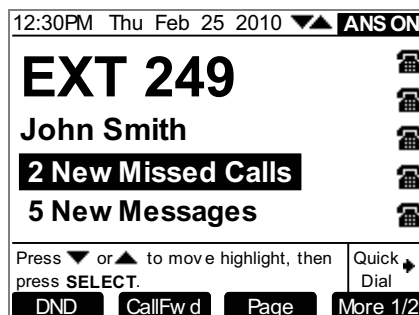 12:30PM Thu Feb 25 2010 ▼▲ ANS ON
EXT 249
John Smith
2 New Missed Calls
5 New Messages
Press ▼ or ▲ to move highlight, then
press SELECT.
Quick
Dial
DND CallFwd Page More 1/2